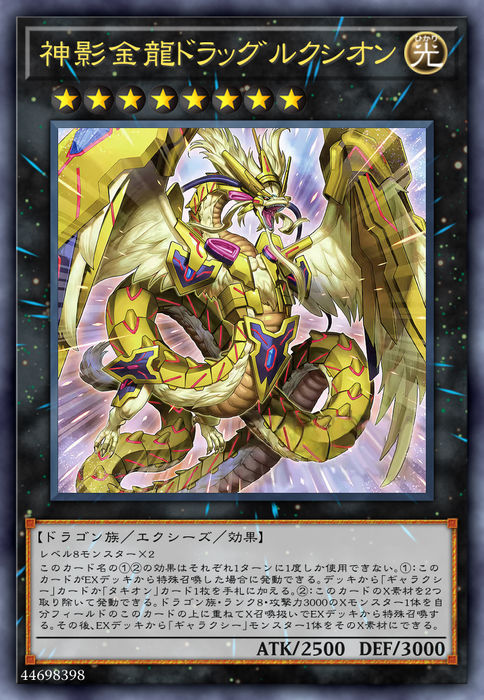 神影金龍ドラッグルクシオン
ひかり
光
【ドラゴン族／エクシーズ／効果】
レベル8モンスター×2
このカード名の①②の効果はそれぞれ1ターンに1度しか使用できない。①：この
カードがEXデッキから特殊召喚した場合に発動できる。デッキから「ギャラクシ
ー」カードか「タキオン」カード1枚を手札に加える。②：このカードのX素材を2つ
取り除いて発動できる。ドラゴン族・ランク8・攻撃力3000のXモンスター1体を自
分フィールドのこのカードの上に重ねてX召喚扱いでEXデッキから特殊召喚す
る。その後、EXデッキから「ギャラクシー」モンスター1体をそのX素材にできる。
ATK/2500 DEF/3000
44698398